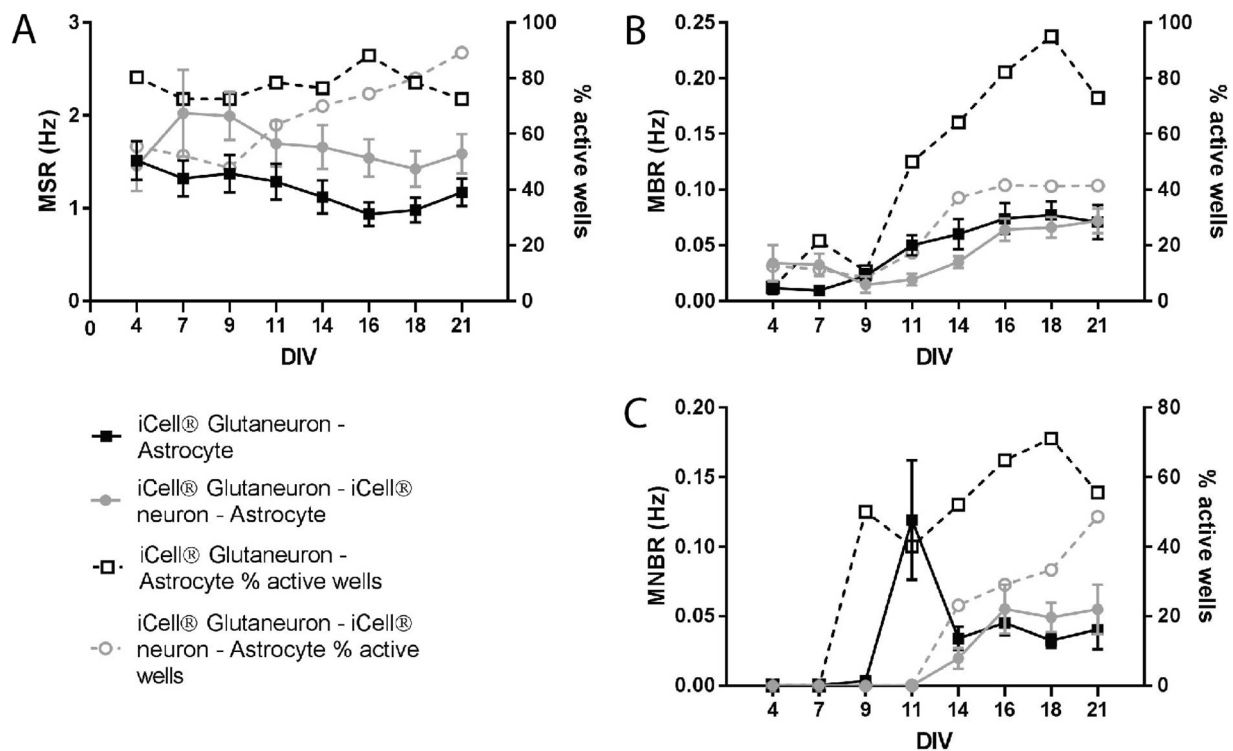 A
3
2
1
0
MSR (Hz)
100
80
60
40
20
0
% active wells
0 4 7 9 11 14 16 18 21
DIV
B
0.25
0.20
0.15
0.10
0.05
0.00
MBR (Hz)
100
80
60
40
20
0
% active wells
4 7 9 11 14 16 18 21
DIV
iCell® Glutaneuron -
Astrocyte
iCell® Glutaneuron - iCell®
neuron - Astrocyte
iCell® Glutaneuron -
Astrocyte % active wells
iCell® Glutaneuron - iCell®
neuron - Astrocyte % active
wells
C
0.20
0.15
0.10
0.05
0.00
MNBR (Hz)
80
60
40
20
0
% active wells
4 7 9 11 14 16 18 21
DIV